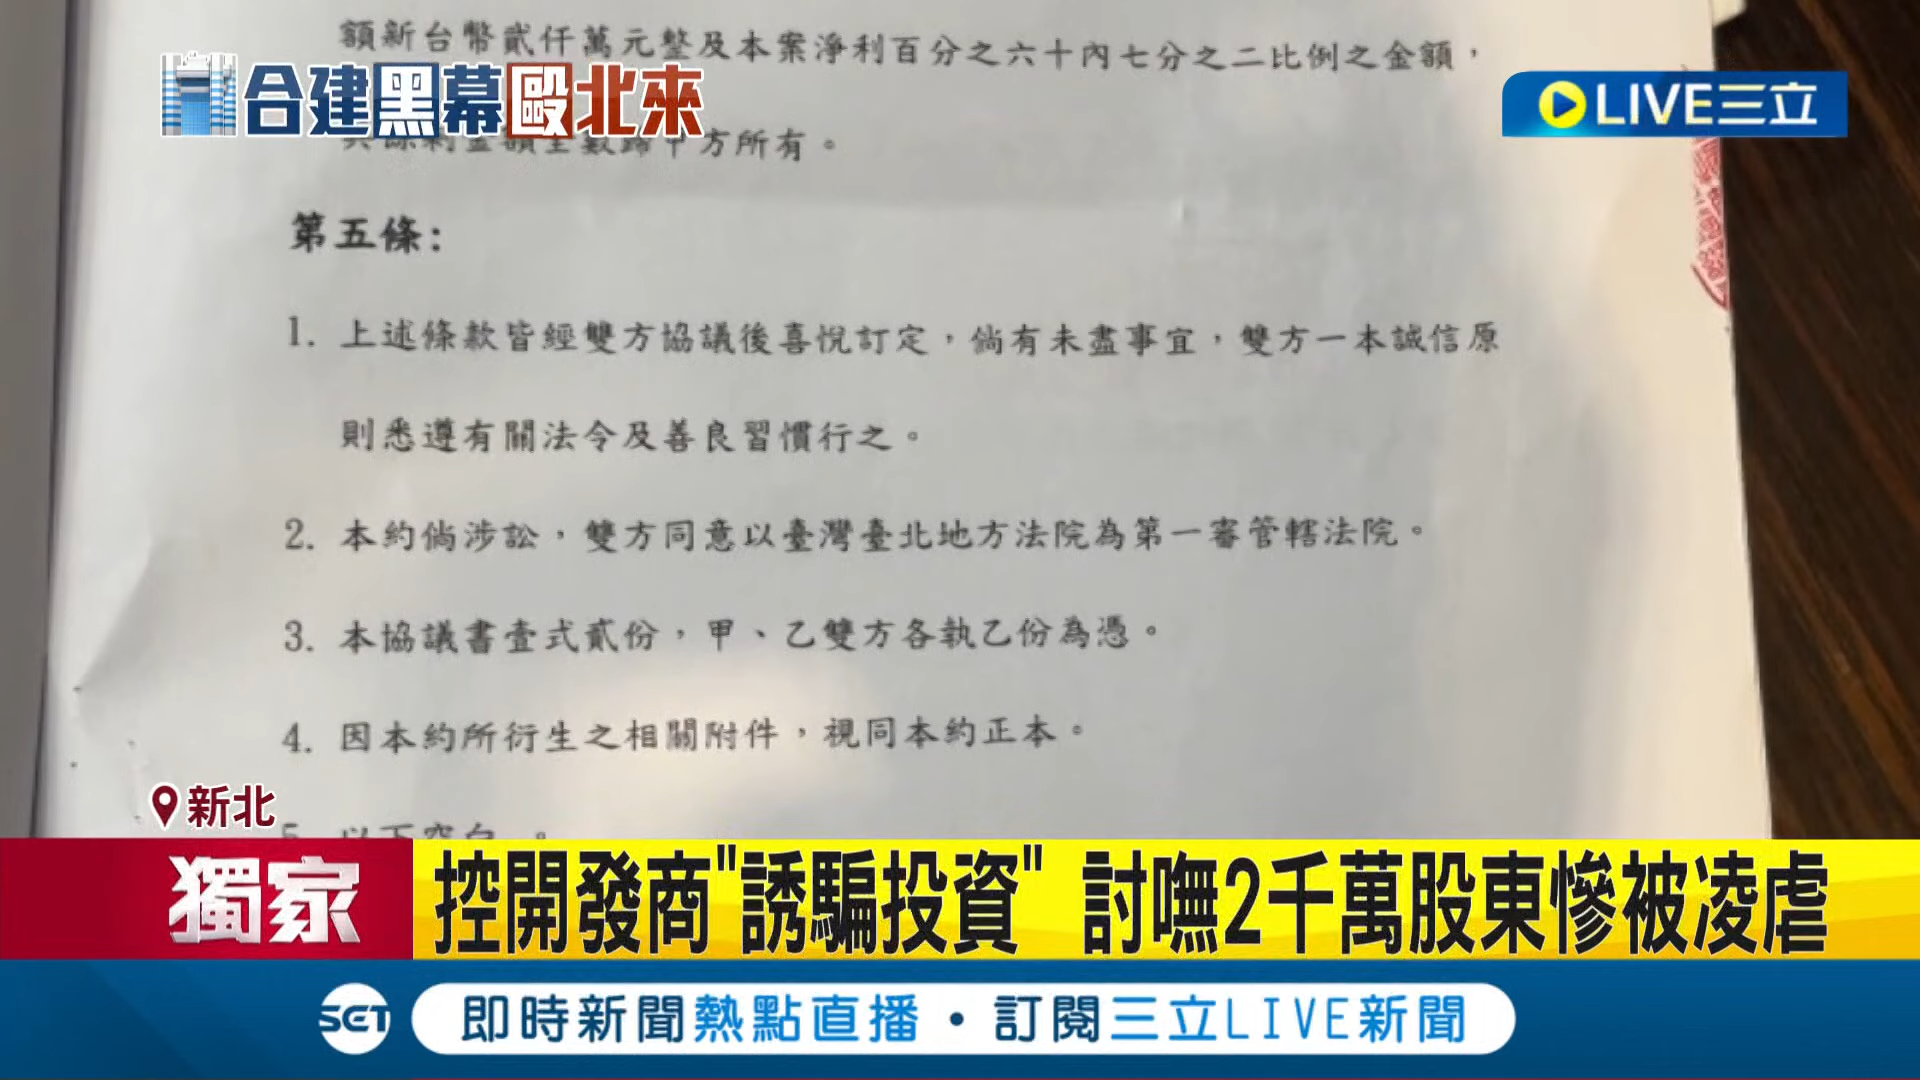 額新台幣貳仟萬元整及本案淨利百分之六十內七分之二比例之金額，
合建黑幕毆北來
LIVE三立
方所有。
第五條：
1. 上述條款皆經雙方協議後喜悅訂定，倘有未盡事宜，雙方一本誠信原
則悉遵有關法令及善良習慣行之。
2. 本約倘涉訟，雙方同意以臺灣臺北地方法院為第一審管轄法院。
3. 本協議書壹式貳份，甲、乙雙方各執乙份為憑。
4. 因本約所衍生之相關附件，視同本約正本。
新北
獨家
控開發商"誘騙投資" 討嘸2千萬股東慘被凌虐
SET 即時新聞熱點直播・訂閱三立LIVE新聞